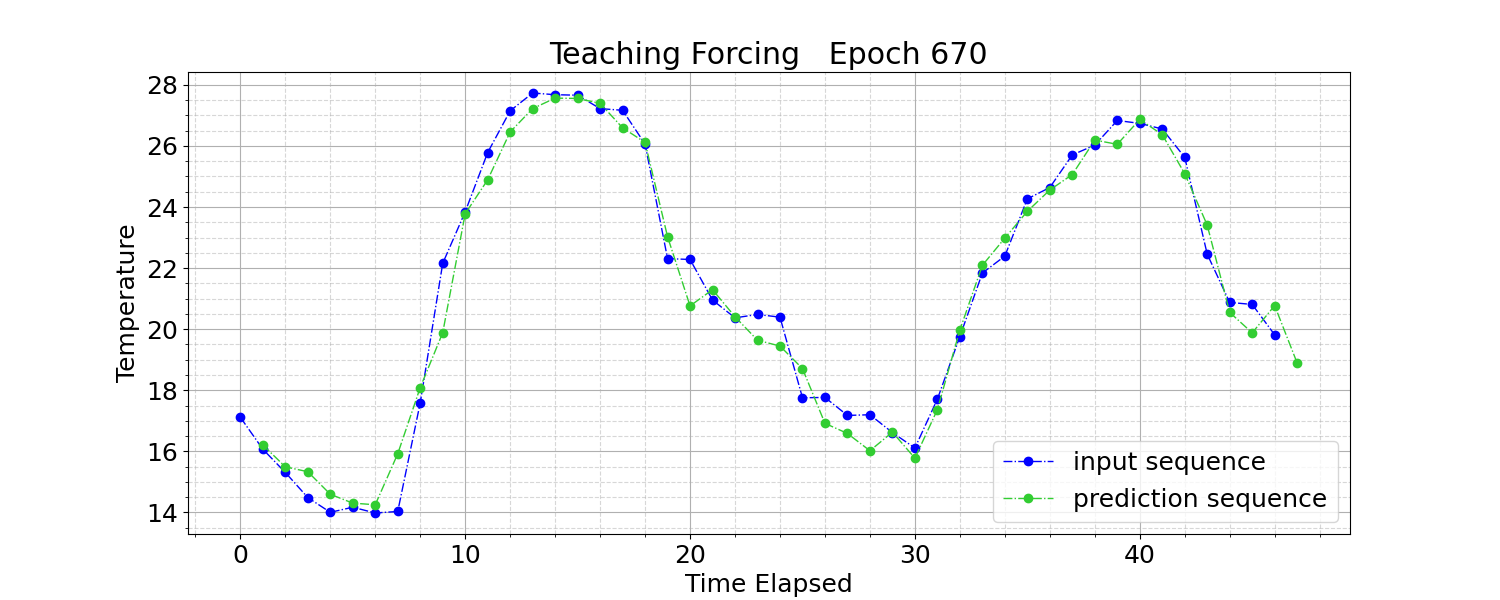 Teaching Forcing   Epoch 670
28
26
24
22
20
18
16
14
Temperature
input sequence
prediction sequence
0 10 20 30 40
Time Elapsed